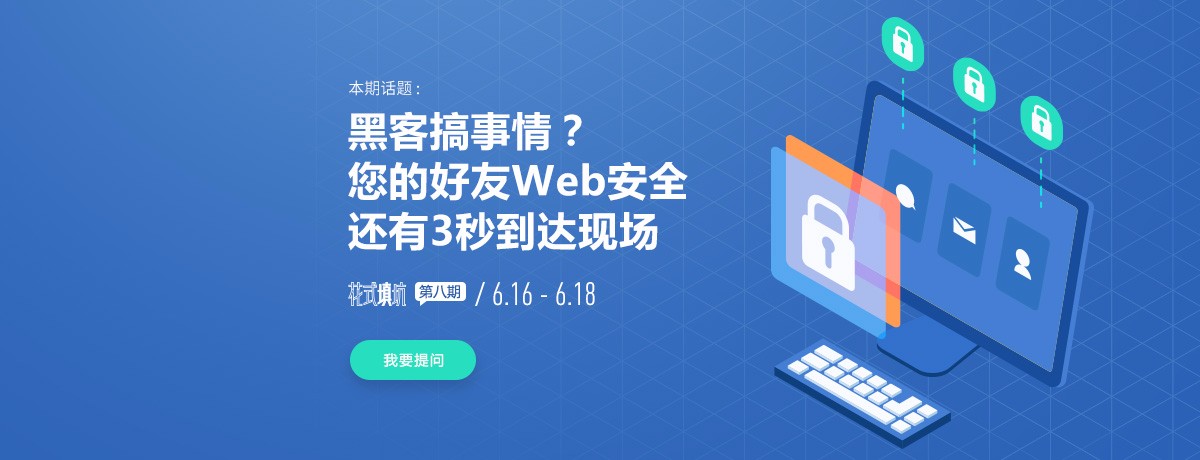 本期话题：
黑客搞事情？
您的好友Web安全
还有3秒到达现场
花式填坑 第八期 / 6.16 - 6.18
我要提问